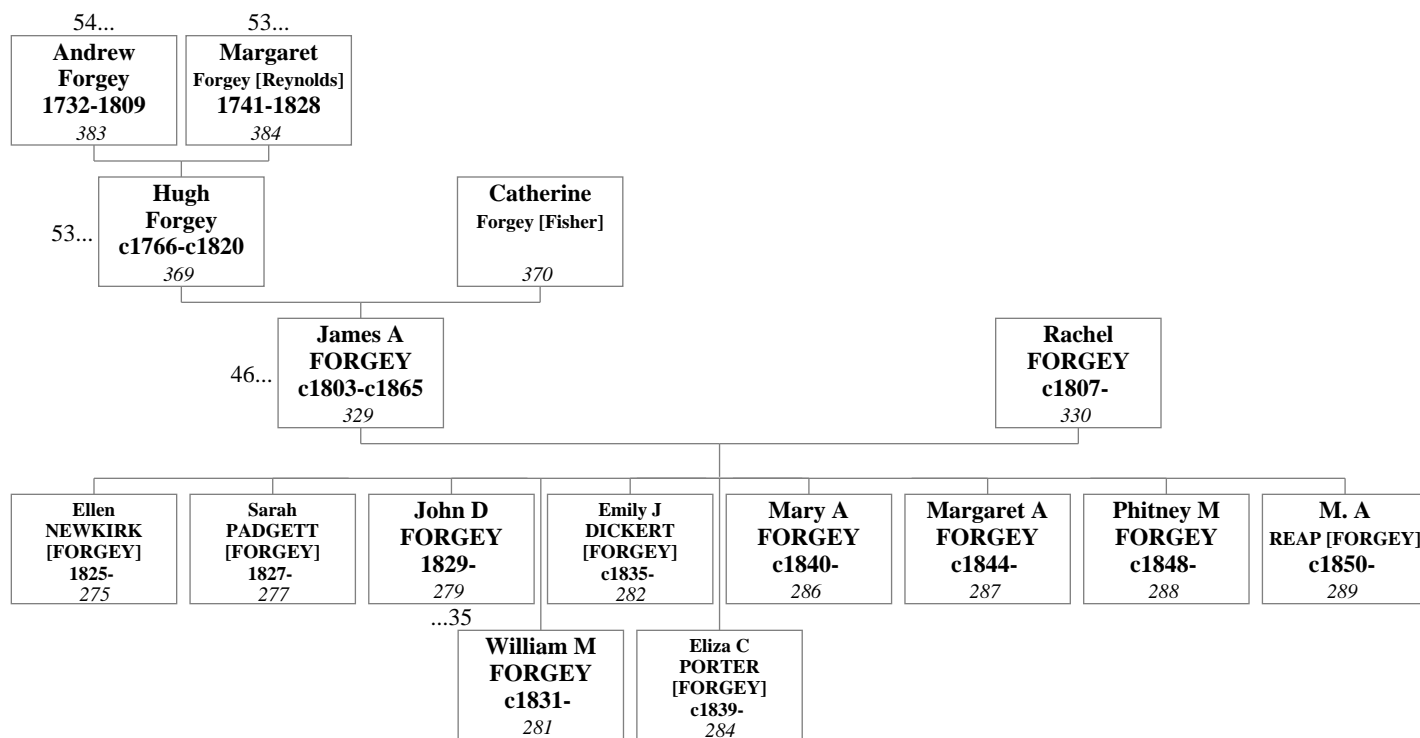 54...
53...
Andrew
Forgey
1732-1809
383
Margaret
Forgey [Reynolds]
1741-1828
384
53...
Hugh
Forgey
c1766-c1820
369
Catherine
Forgey [Fisher]
370
46...
James A
FORGEY
c1803-c1865
329
Rachel
FORGEY
c1807-
330
Ellen
NEWKIRK
[FORGEY]
1825-
275
Sarah
PADGETT
[FORGEY]
1827-
277
John D
FORGEY
1829-
279
...35
Emily J
DICKERT
[FORGEY]
c1835-
282
Mary A
FORGEY
c1840-
286
Margaret A
FORGEY
c1844-
287
Phitney M
FORGEY
c1848-
288
M. A
REAP [FORGEY]
c1850-
289
William M
FORGEY
c1831-
281
Eliza C
PORTER
[FORGEY]
c1839-
284